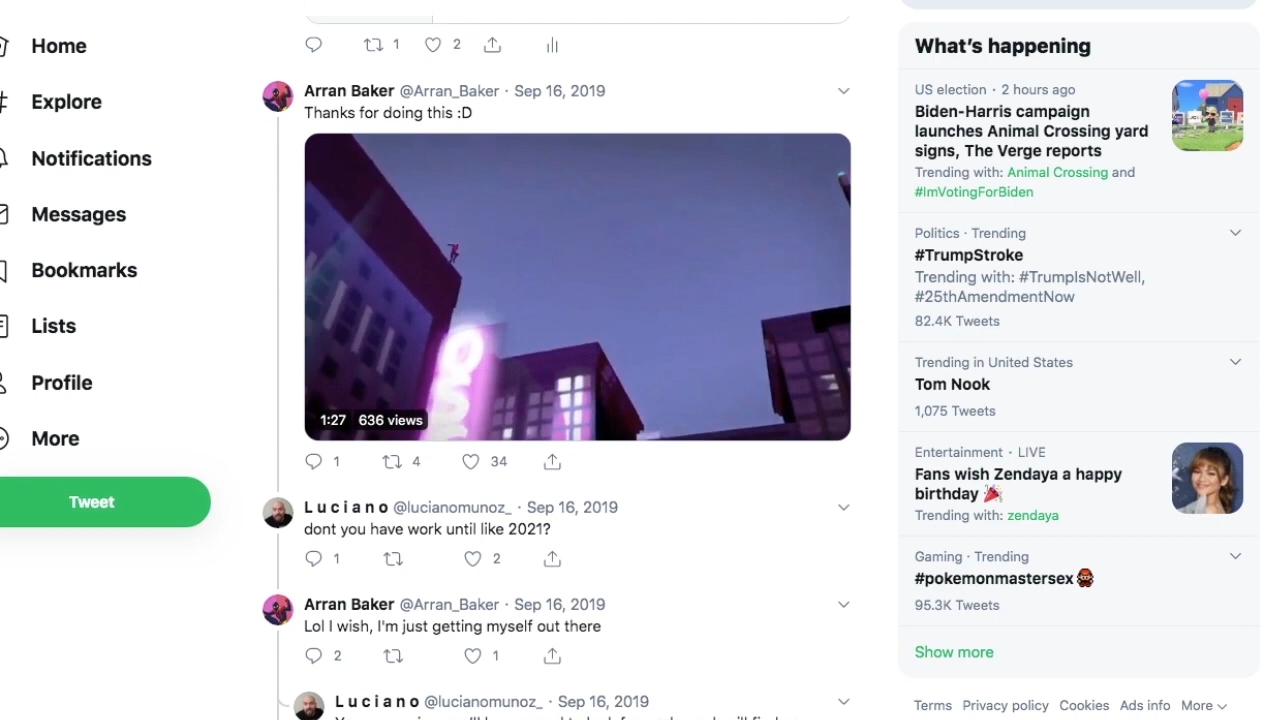 Home
Explore
Notifications
Messages
Bookmarks
Lists
Profile
More
Tweet
1 2
Arran Baker @Arran_Baker · Sep 16, 2019
Thanks for doing this :D
1:27 636 views
1 4 34
L u c i a n o @lucianomunoz_ · Sep 16, 2019
dont you have work until like 2021?
1 2
Arran Baker @Arran_Baker · Sep 16, 2019
Lol I wish, I'm just getting myself out there
2 1
L u c i a n o @lucianomunoz_ · Sep 16, 2019
What's happening
US election · 2 hours ago
Biden-Harris campaign
launches Animal Crossing yard
signs, The Verge reports
Trending with: Animal Crossing and
#ImVotingForBiden
Politics · Trending
#TrumpStroke
Trending with: #TrumpIsNotWell,
#25thAmendmentNow
82.4K Tweets
Trending in United States
Tom Nook
1,075 Tweets
Entertainment · LIVE
Fans wish Zendaya a happy
birthday 🎉
Trending with: zendaya
Gaming · Trending
#pokemonmastersex
95.3K Tweets
Show more
Terms Privacy policy Cookies Ads info More